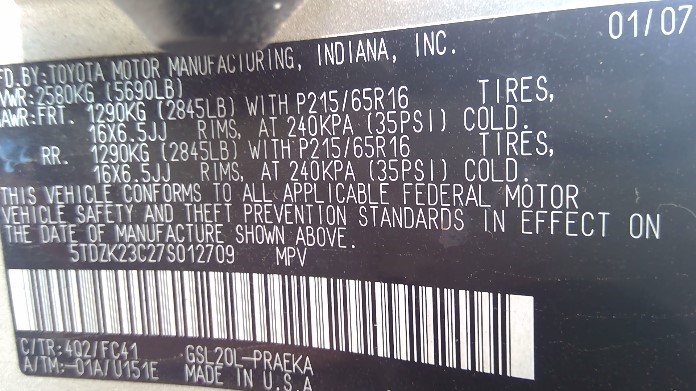 01/07
MFD.BY:TOYOTA MOTOR MANUFACTURING, INDIANA, INC.
GVWR:2580KG (5690LB)
GAWR:FRT. 1290KG (2845LB) WITH P215/65R16 TIRES,
16X6.5JJ RIMS, AT 240KPA (35PSI) COLD.
RR. 1290KG (2845LB) WITH P215/65R16 TIRES,
16X6.5JJ RIMS, AT 240KPA (35PSI) COLD.
THIS VEHICLE CONFORMS TO ALL APPLICABLE FEDERAL MOTOR
VEHICLE SAFETY AND THEFT PREVENTION STANDARDS IN EFFECT ON
THE DATE OF MANUFACTURE SHOWN ABOVE.
5TDZK23C27S012709 MPV
C/TR:4Q2/FC41 GSL20L-PRAEKA
A/TM:-01A/U151E MADE IN U.S.A